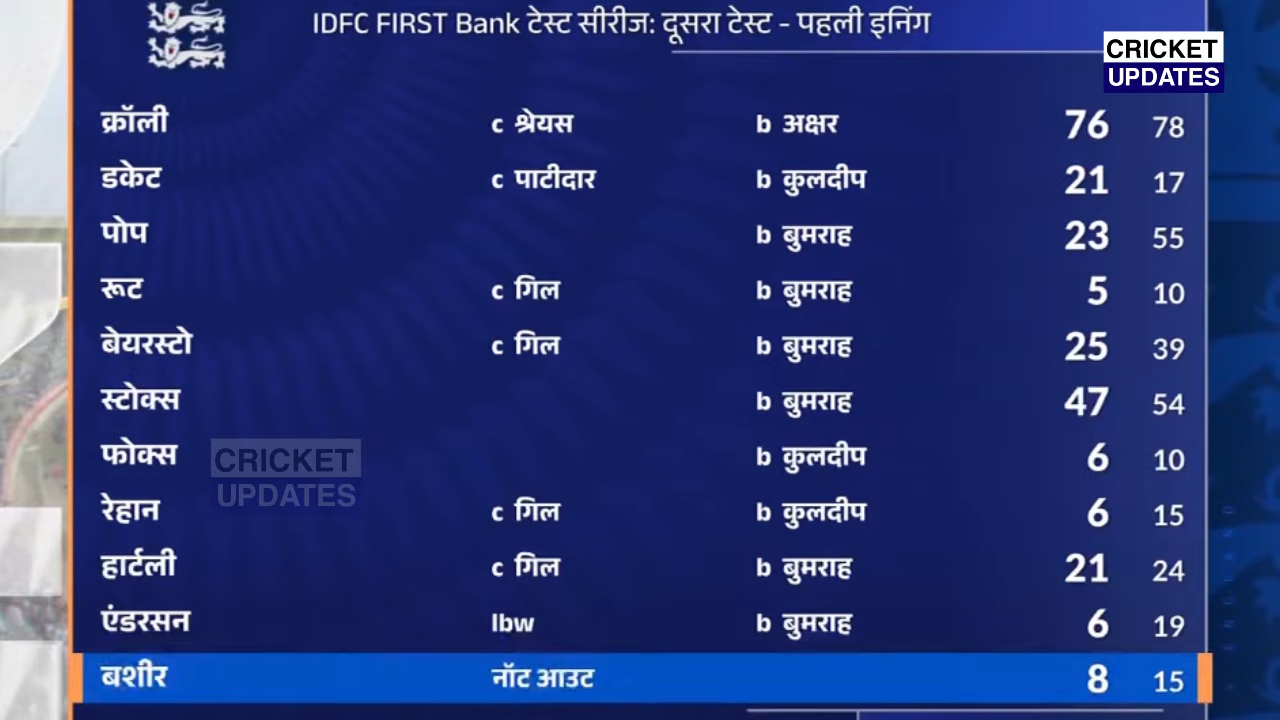 IDFC FIRST Bank टेस्ट सीरीज: दूसरा टेस्ट - पहली इनिंग
CRICKET
UPDATES
क्रॉली c श्रेयस b अक्षर 76 78
डकेट c पाटीदार b कुलदीप 21 17
पोप b बुमराह 23 55
रूट c गिल b बुमराह 5 10
बेयरस्टो c गिल b बुमराह 25 39
स्टोक्स b बुमराह 47 54
फोक्स b कुलदीप 6 10
CRICKET
UPDATES
रेहान c गिल b कुलदीप 6 15
हार्टली c गिल b बुमराह 21 24
एंडरसन lbw b बुमराह 6 19
बशीर नॉट आउट 8 15